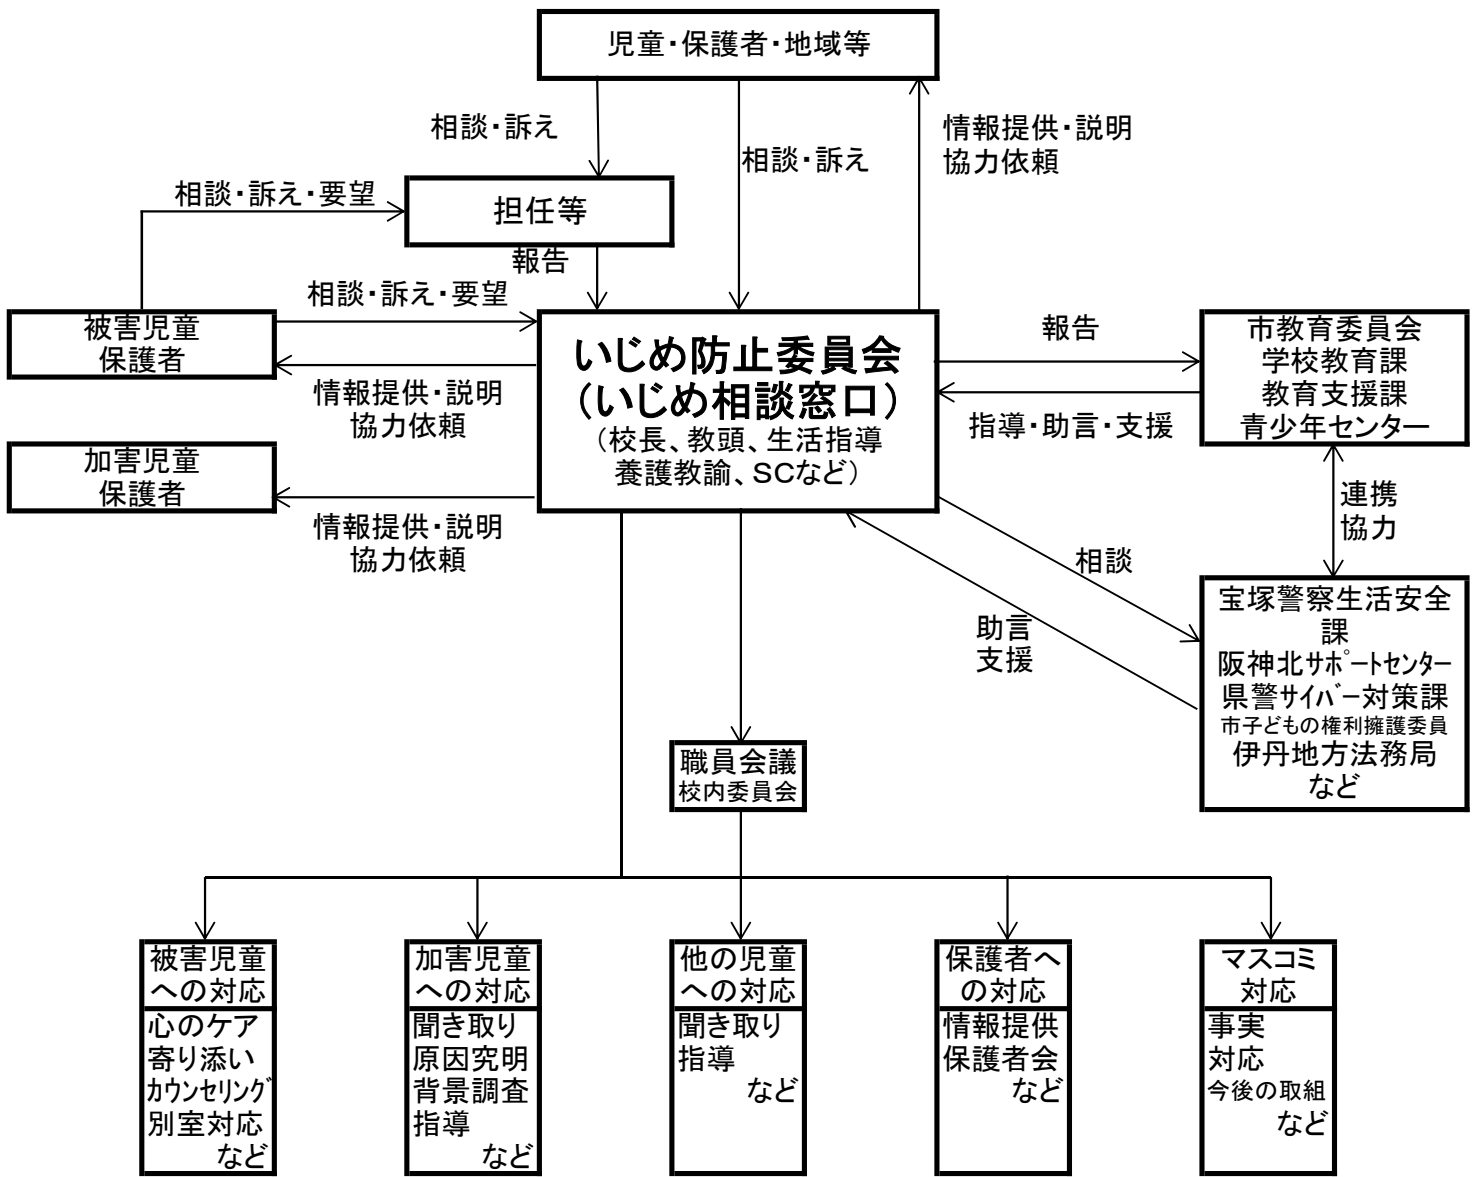 児童・保護者・地域等
相談・訴え
相談・訴え
情報提供・説明
協力依頼
相談・訴え・要望
担任等
報告
相談・訴え・要望
被害児童
保護者
情報提供・説明
協力依頼
加害児童
保護者
情報提供・説明
協力依頼
いじめ防止委員会
（いじめ相談窓口）
（校長、教頭、生活指導
養護教諭、SCなど）
報告
指導・助言・支援
市教育委員会
学校教育課
教育支援課
青少年センター
連携
協力
相談
助言
支援
宝塚警察生活安全
課
阪神北ｻﾎﾟｰﾄｾﾝﾀｰ
県警ｻｲﾊﾞｰ対策課
市子どもの権利擁護委員
伊丹地方法務局
など
職員会議
校内委員会
被害児童
への対応
心のケア
寄り添い
ｶｳﾝｾﾘﾝｸﾞ
別室対応
など
加害児童
への対応
聞き取り
原因究明
背景調査
指導
など
他の児童
への対応
聞き取り
指導
など
保護者へ
の対応
情報提供
保護者会
など
マスコミ
対応
事実
対応
今後の取組
など